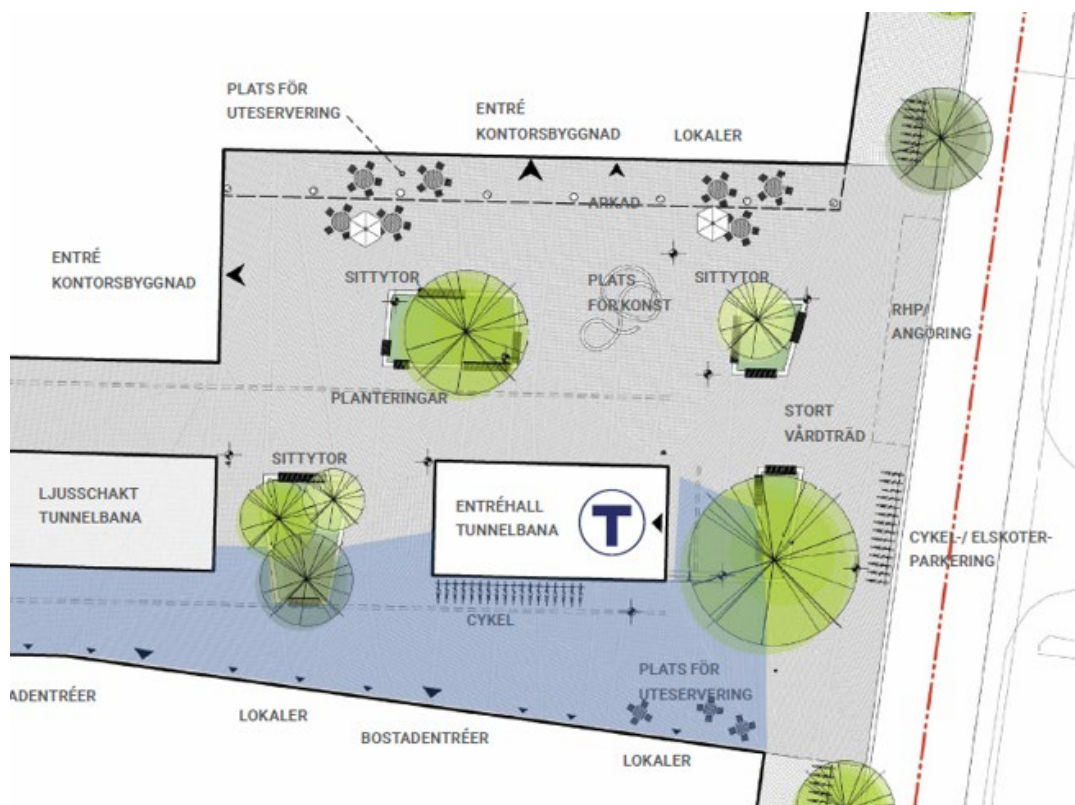 PLATS FÖR
UTESERVERING
ENTRÉ
KONTORSBYGGNAD
LOKALER
ARKAD
ENTRÉ
KONTORSBYGGNAD
SITTYTOR
PLATS
FÖR KONST
SITTYTOR
RHP/
ANGÖRING
PLANTERINGAR
STORT
VÅRDTRÄD
SITTYTOR
LJUSSCHAKT
TUNNELBANA
ENTRÉHALL
TUNNELBANA
T
CYKEL-/ ELSKOTER-
PARKERING
CYKEL
PLATS FÖR
UTESERVERING
ADENTRÉER
LOKALER
BOSTADENTRÉER
LOKALER